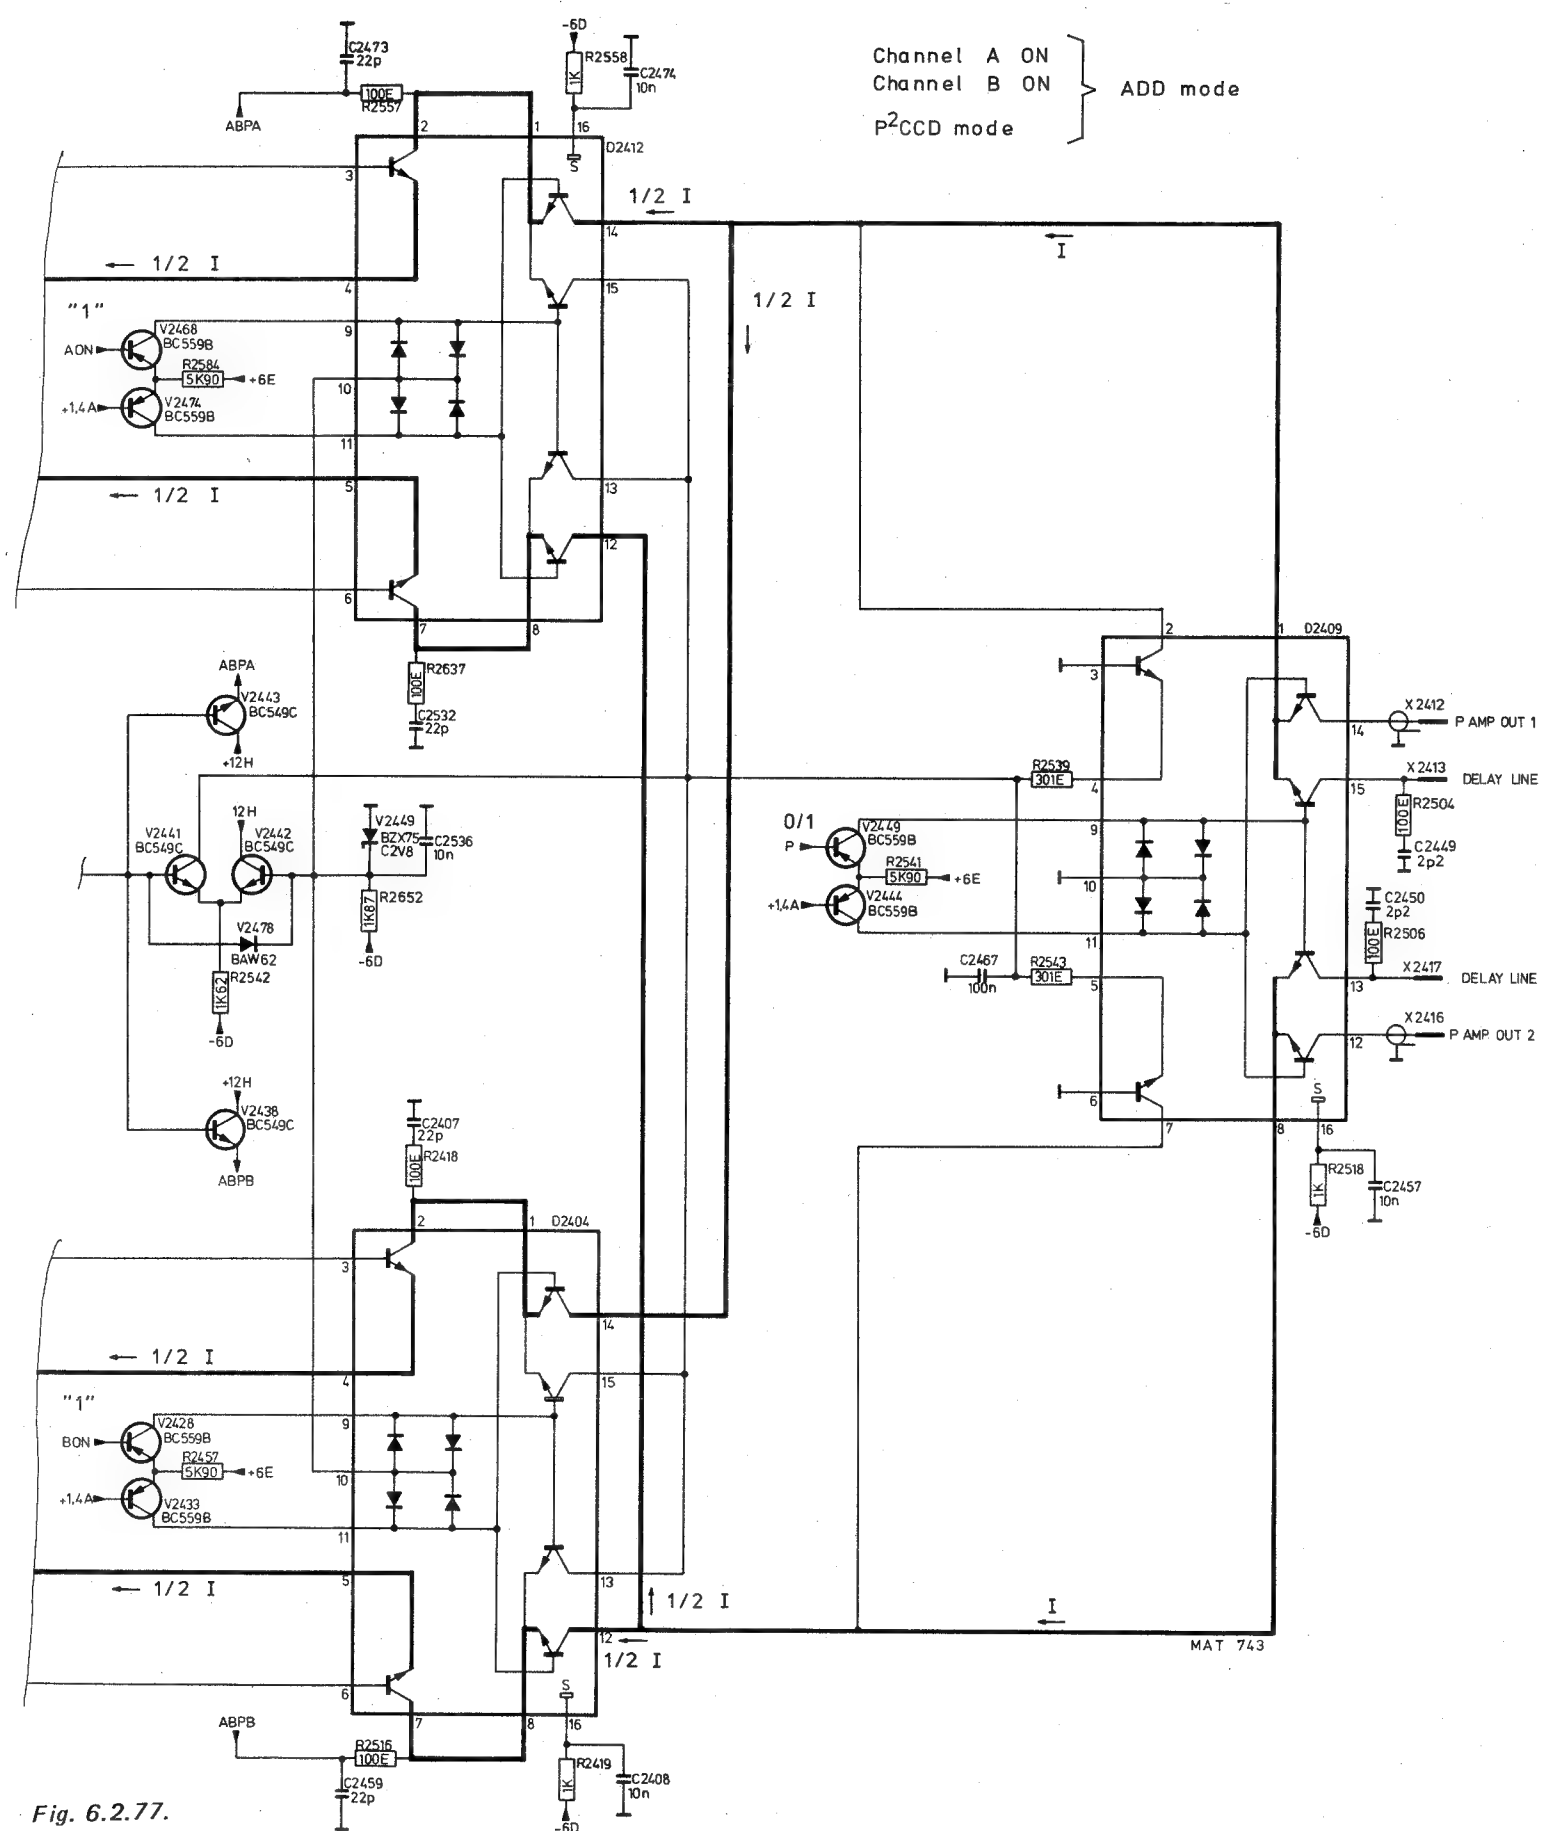 Channel A ON
Channel B ON
P²CCD mode
ADD mode
C2473
22p
100E
R2557
ABPA
-6D
1K
R2558
C2474
10n
2
1
16
S
D2412
3
1/2 I
14
I
1/2 I
4
15
1/2 I
"1"
V2468
BC559B
AON
R2584
5K90
+6E
V2474
BC559B
+1,4A
9
10
11
5
1/2 I
13
12
6
7
8
R2637
100E
C2532
22p
ABPA
V2443
BC549C
+12H
12H
V2441
BC549C
V2442
BC549C
V2449
BZX75
C2V8
C2536
10n
R2652
1K87
-6D
V2478
BAW62
R2542
1K62
-6D
+12H
V2438
BC549C
ABPB
2
1
D2409
3
X2412
14
P AMP OUT 1
R2539
301E
4
X2413
15
DELAY LINE
R2504
100E
0/1
V2449
BC559B
P
R2541
5K90
+6E
V2444
BC559B
+1,4A
9
10
11
C2449
2p2
C2450
2p2
R2506
100E
C2467
100n
R2543
301E
5
X2417
13
DELAY LINE
X2416
12
P AMP OUT 2
6
S
7
8
16
R2518
1K
C2457
10n
-6D
C2407
22p
R2418
100E
2
1
D2404
3
14
1/2 I
4
15
"1"
V2428
BC559B
BON
R2457
5K90
+6E
V2433
BC559B
+1,4A
9
10
11
5
1/2 I
13
1/2 I
I
12
1/2 I
MAT 743
6
S
7
8
16
ABPB
R2516
100E
C2459
22p
R2419
1K
C2408
10n
-6D
Fig. 6.2.77.